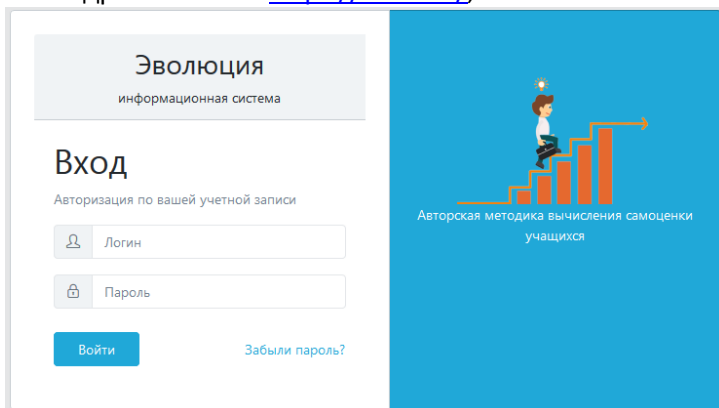 Эволюция
информационная система
Вход
Авторизация по вашей учетной записи
Логин
Пароль
Войти
Забыли пароль?
Авторская методика вычисления самоценки
учащихся